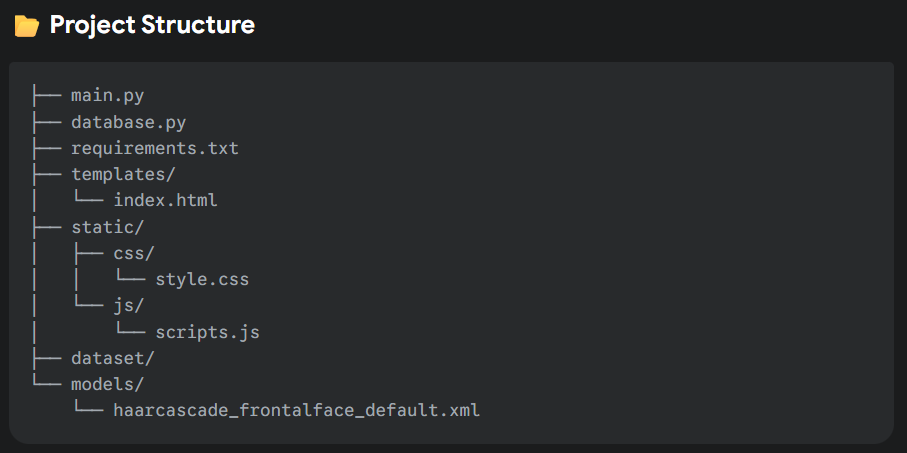 📂 Project Structure
├── main.py
├── database.py
├── requirements.txt
├── templates/
│   └── index.html
├── static/
│   ├── css/
│   │   └── style.css
│   └── js/
│       └── scripts.js
├── dataset/
└── models/
    └── haarcascade_frontalface_default.xml